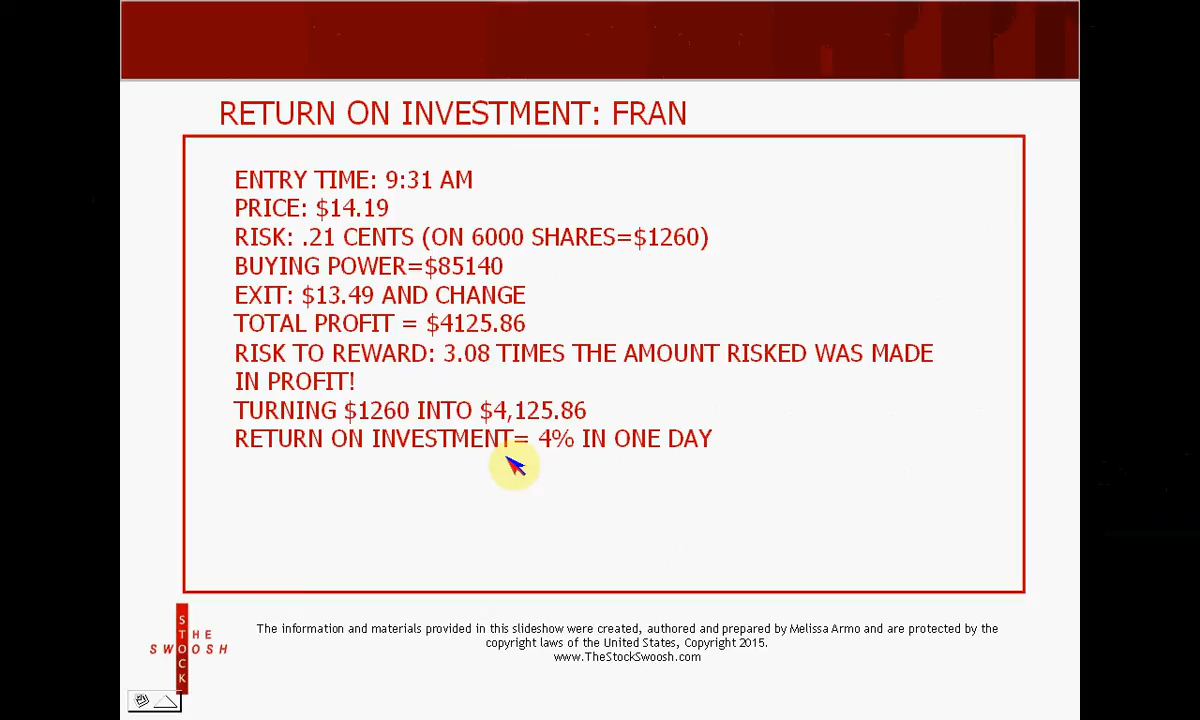 RETURN ON INVESTMENT: FRAN
ENTRY TIME: 9:31 AM
PRICE: $14.19
RISK: .21 CENTS (ON 6000 SHARES=$1260)
BUYING POWER=$85140
EXIT: $13.49 AND CHANGE
TOTAL PROFIT = $4125.86
RISK TO REWARD: 3.08 TIMES THE AMOUNT RISKED WAS MADE
IN PROFIT!
TURNING $1260 INTO $4,125.86
RETURN ON INVESTMENT= 4% IN ONE DAY
THE
STOCK
SWOOSH
The information and materials provided in this slideshow were created, authored and prepared by Melissa Armo and are protected by the
copyright laws of the United States, Copyright 2015.
www.TheStockSwoosh.com